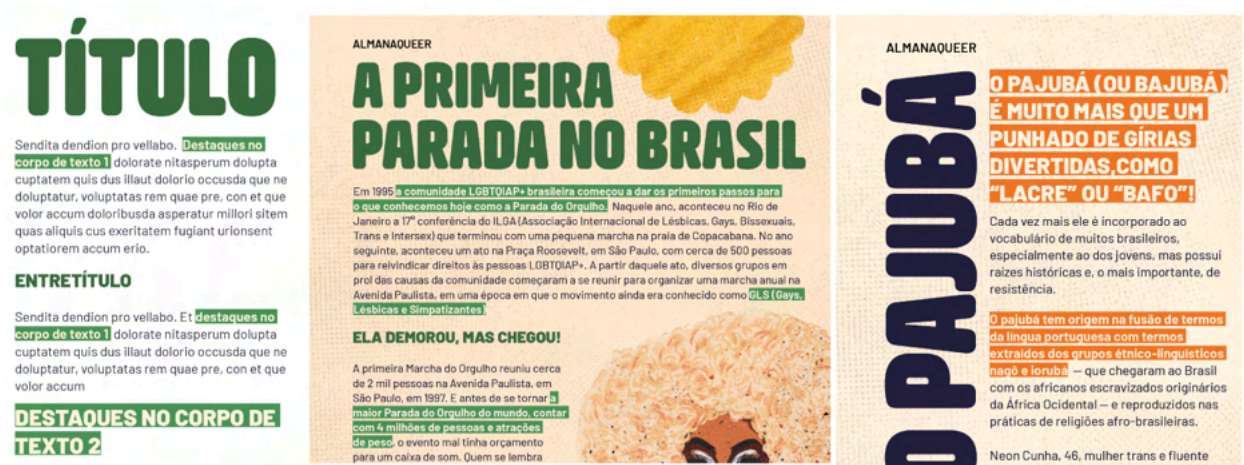 TÍTULO
Sendita dendion pro vellabo. Destaques no
corpo de texto 1 dolorate nitasperum dolupta
cuptatem quis dus illaut dolorio occusda que ne
doluptatur, voluptatas rem quae pre, con et que
volor accum doloribusda asperatur millori sitem
quas aliquis cus exeritatem fugiant urionsent
optatiorem accum erio.
ENTRETÍTULO
Sendita dendion pro vellabo. Et destaques no
corpo de texto 1 dolorate nitasperum dolupta
cuptatem quis dus illaut dolorio occusda que ne
doluptatur, voluptatas rem quae pre, con et que
volor accum
DESTAQUES NO CORPO DE
TEXTO 2
ALMANAQUEER
A PRIMEIRA
PARADA NO BRASIL
Em 1995 a comunidade LGBTQIAP+ brasileira começou a dar os primeiros passos para
o que conhecemos hoje como a Parada do Orgulho. Naquele ano, aconteceu no Rio de
Janeiro a 17ª conferência do ILGA (Associação Internacional de Lésbicas, Gays, Bissexuais,
Trans e Intersex) que terminou com uma pequena marcha na praia de Copacabana. No ano
seguinte, aconteceu um ato na Praça Roosevelt, em São Paulo, com cerca de 500 pessoas
para reivindicar direitos às pessoas LGBTQIAP+. A partir daquele ato, diversos grupos em
prol das causas da comunidade começaram a se reunir para organizar uma marcha anual na
Avenida Paulista, em uma época em que o movimento ainda era conhecido como GLS (Gays,
Lésbicas e Simpatizantes)
ELA DEMOROU, MAS CHEGOU!
A primeira Marcha do Orgulho reuniu cerca
de 2 mil pessoas na Avenida Paulista, em
São Paulo, em 1997. E antes de se tornar a
maior Parada do Orgulho do mundo, contar
com 4 milhões de pessoas e atrações
de peso, o evento mal tinha orçamento
para um caixa de som. Quem se lembra
ALMANAQUEER
O PAJUBÁ
O PAJUBÁ (OU BAJUBÁ)
É MUITO MAIS QUE UM
PUNHADO DE GÍRIAS
DIVERTIDAS,COMO
“LACRE” OU “BAFO”!
Cada vez mais ele é incorporado ao
vocabulário de muitos brasileiros,
especialmente ao dos jovens, mas possui
raízes históricas e, o mais importante, de
resistência.
O pajubá tem origem na fusão de termos
da língua portuguesa com termos
extraídos dos grupos étnico-linguísticos
nagô e iorubá — que chegaram ao Brasil
com os africanos escravizados originários
da África Ocidental — e reproduzidos nas
práticas de religiões afro-brasileiras.
Neon Cunha, 46, mulher trans e fluente